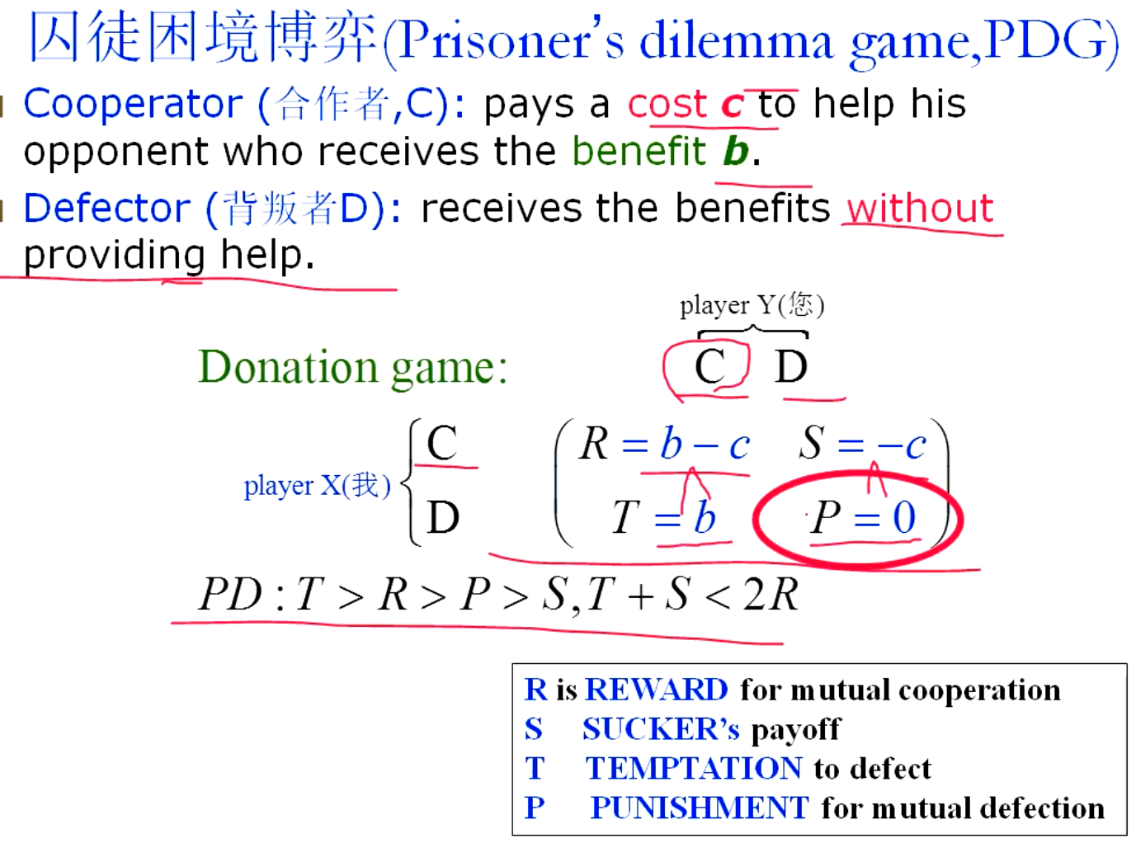 囚徒困境博弈(Prisoner's dilemma game,PDG)
Cooperator (合作者,C): pays a cost c to help his
opponent who receives the benefit b.
Defector (背叛者D): receives the benefits without
providing help.
player Y(您)
Donation game: C D
C R = b − c S = −c
player X(我)
D T = b P = 0
PD : T > R > P > S, T + S < 2R
R is REWARD for mutual cooperation
S SUCKER's payoff
T TEMPTATION to defect
P PUNISHMENT for mutual defection